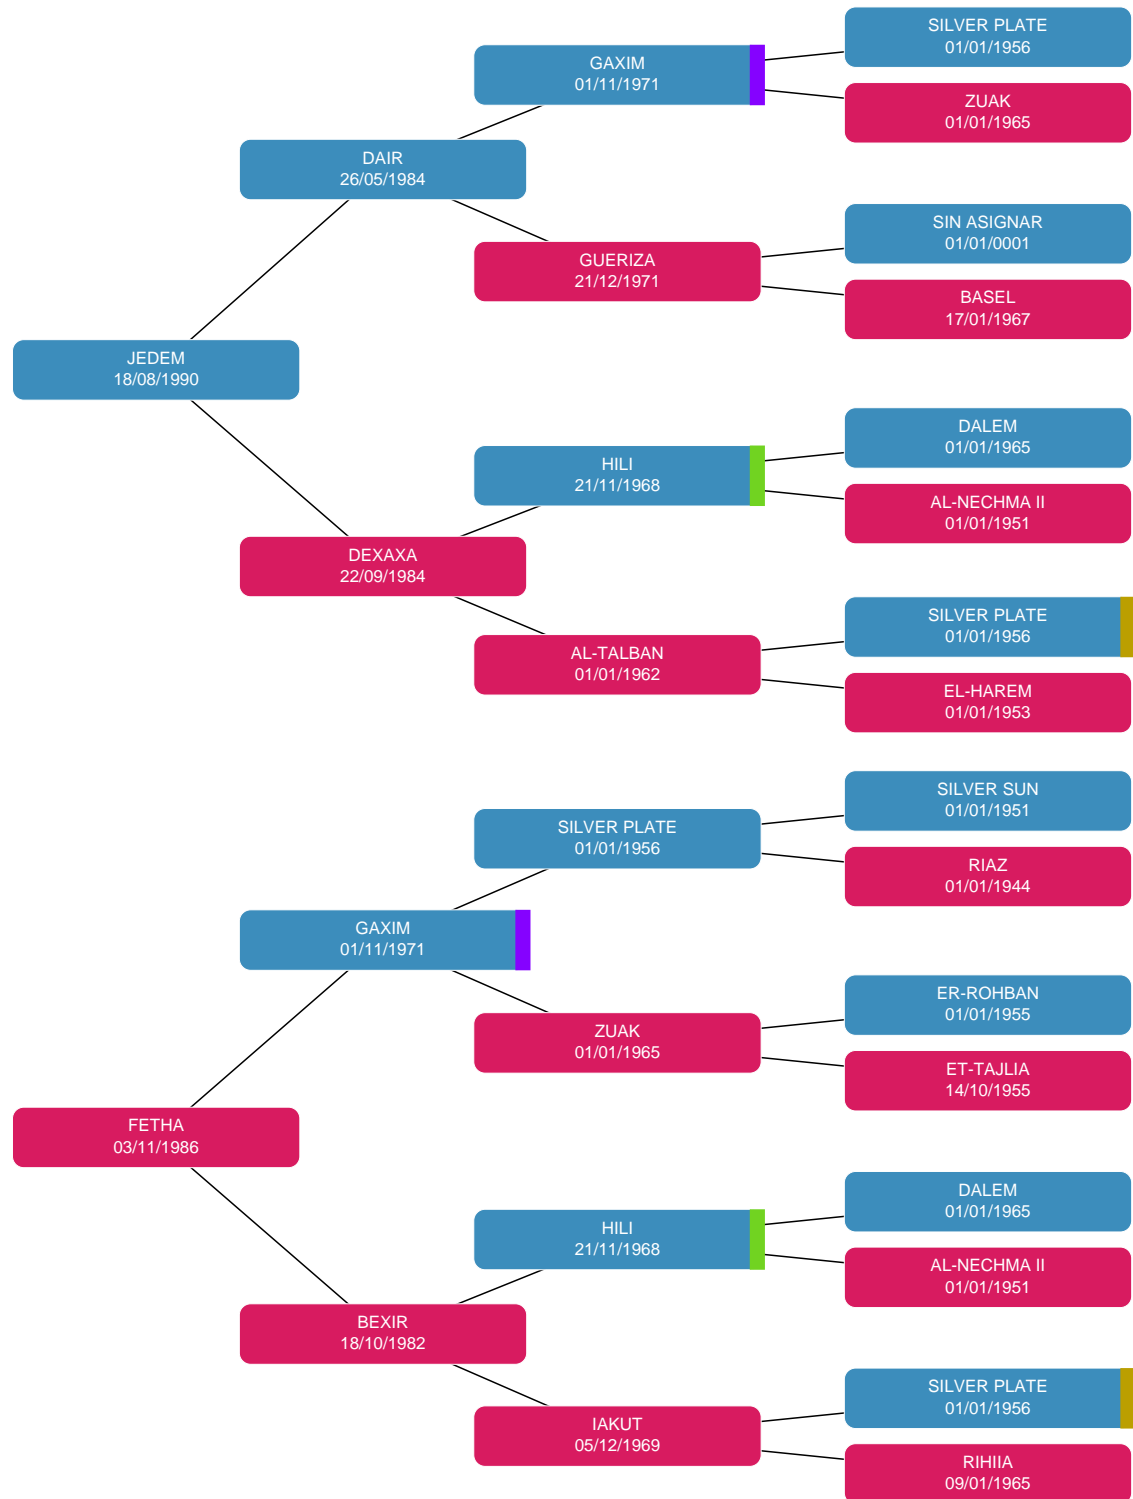 SILVER PLATE
01/01/1956
GAXIM
01/11/1971
ZUAK
01/01/1965
DAIR
26/05/1984
SIN ASIGNAR
01/01/0001
GUERIZA
21/12/1971
BASEL
17/01/1967
JEDEM
18/08/1990
DALEM
01/01/1965
HILI
21/11/1968
AL-NECHMA II
01/01/1951
DEXAXA
22/09/1984
SILVER PLATE
01/01/1956
AL-TALBAN
01/01/1962
EL-HAREM
01/01/1953
SILVER SUN
01/01/1951
SILVER PLATE
01/01/1956
RIAZ
01/01/1944
GAXIM
01/11/1971
ER-ROHBAN
01/01/1955
ZUAK
01/01/1965
ET-TAJLIA
14/10/1955
FETHA
03/11/1986
DALEM
01/01/1965
HILI
21/11/1968
AL-NECHMA II
01/01/1951
BEXIR
18/10/1982
SILVER PLATE
01/01/1956
IAKUT
05/12/1969
RIHIIA
09/01/1965